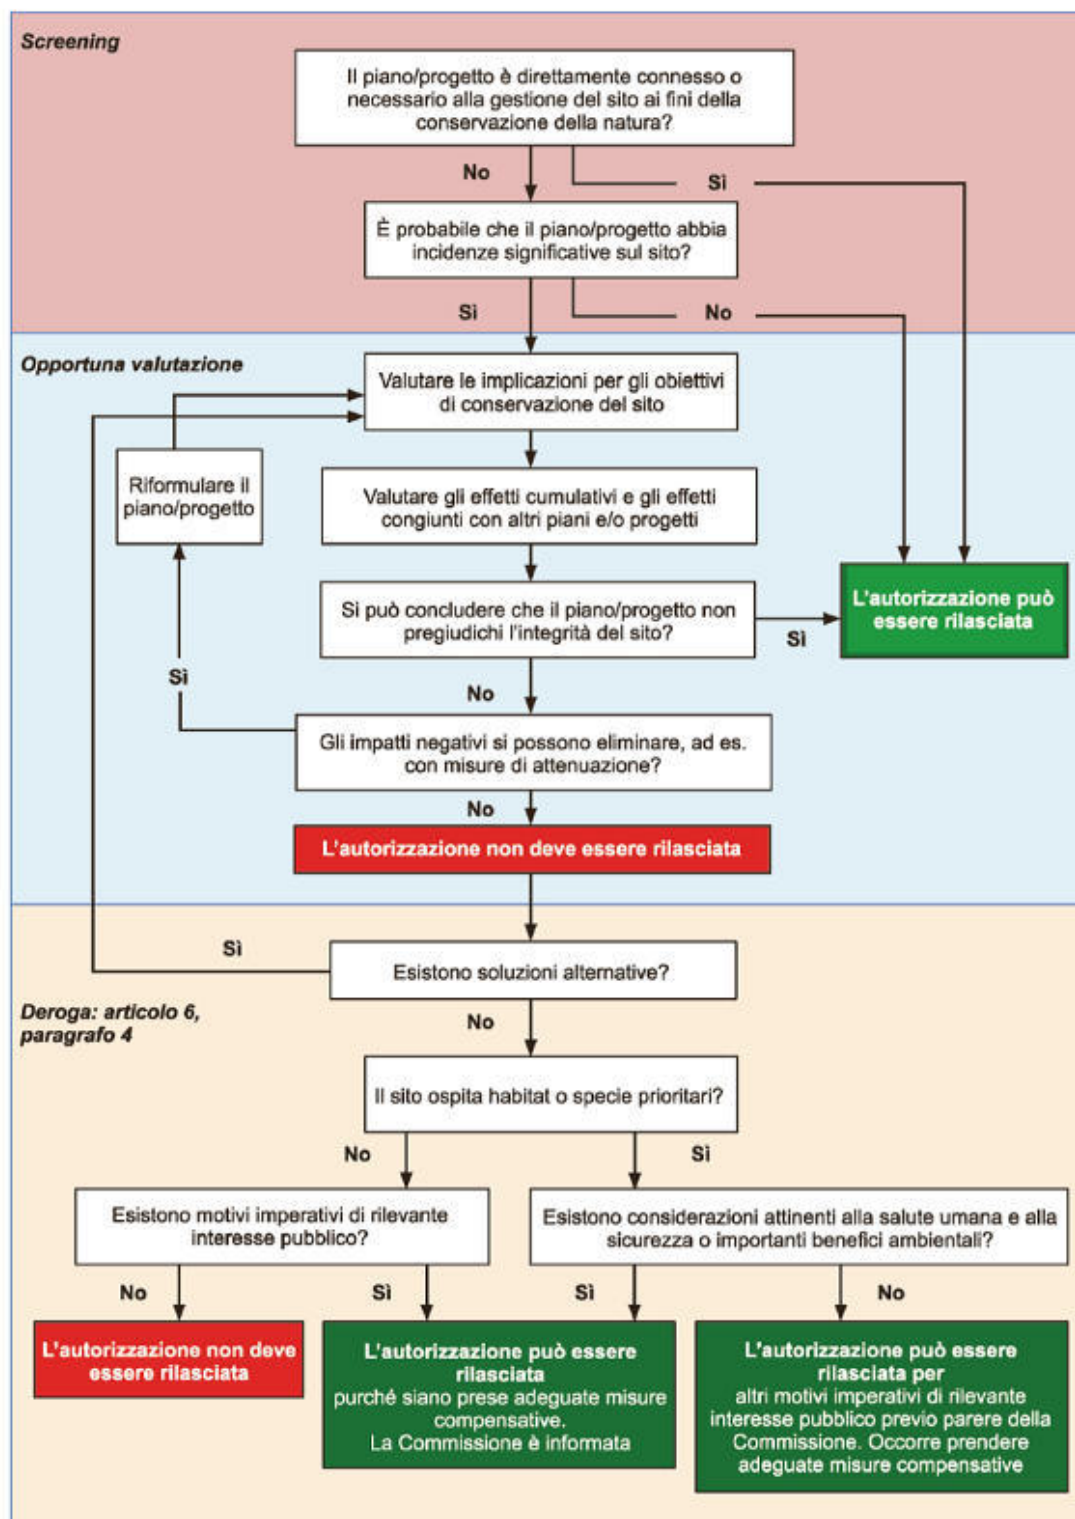 Screening
Il piano/progetto è direttamente connesso o
necessario alla gestione del sito ai fini della
conservazione della natura?
No
Sì
È probabile che il piano/progetto abbia
incidenze significative sul sito?
Sì
No
Opportuna valutazione
Valutare le implicazioni per gli obiettivi
di conservazione del sito
Riformulare il
piano/progetto
Valutare gli effetti cumulativi e gli effetti
congiunti con altri piani e/o progetti
Si può concludere che il piano/progetto non
pregiudichi l'integrità del sito?
Sì
L'autorizzazione può
essere rilasciata
Sì
No
Gli impatti negativi si possono eliminare, ad es.
con misure di attenuazione?
No
L'autorizzazione non deve essere rilasciata
Sì
Esistono soluzioni alternative?
Deroga: articolo 6,
paragrafo 4
No
Il sito ospita habitat o specie prioritari?
No
Sì
Esistono motivi imperativi di rilevante
interesse pubblico?
Esistono considerazioni attinenti alla salute umana e alla
sicurezza o importanti benefici ambientali?
No
Sì
Sì
No
L'autorizzazione non deve
essere rilasciata
L'autorizzazione può essere
rilasciata
purché siano prese adeguate misure
compensative.
La Commissione è informata
L'autorizzazione può essere
rilasciata per
altri motivi imperativi di rilevante
interesse pubblico previo parere della
Commissione. Occorre prendere
adeguate misure compensative